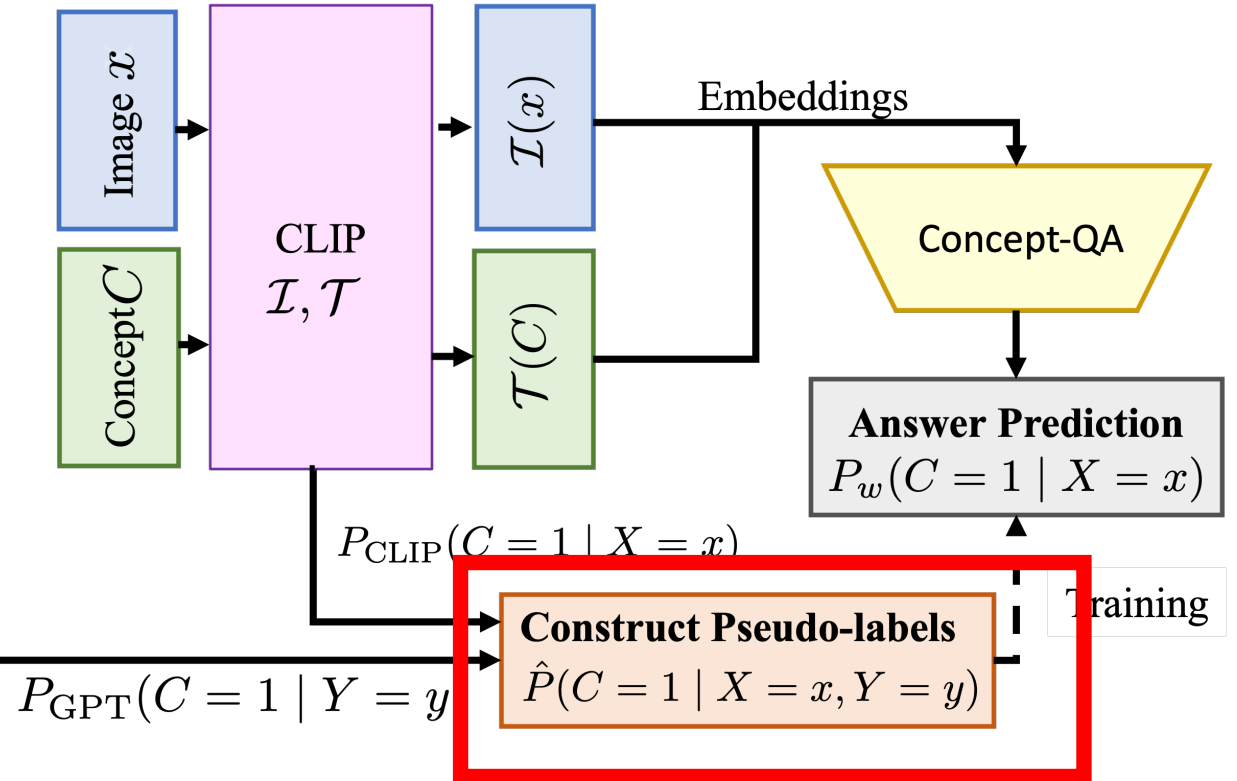 Image x
Concept C
CLIP
ℐ, 𝒯
ℐ(x)
𝒯(C)
Embeddings
Concept-QA
Answer Prediction
P_w(C = 1 | X = x)
P_CLIP(C = 1 | X = x)
Training
Construct Pseudo-labels
P̂(C = 1 | X = x, Y = y)
P_GPT(C = 1 | Y = y